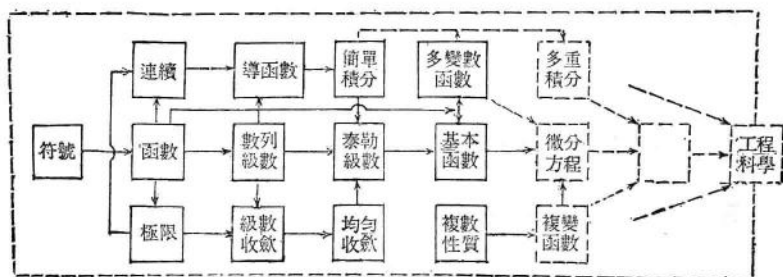 連續
導函數
簡單
積分
多變數
函數
多重
積分
符號
函數
數列
級數
泰勒
級數
基本
函數
微分
方程
工程
科學
極限
級數
收歛
均勻
收歛
複數
性質
複變
函數